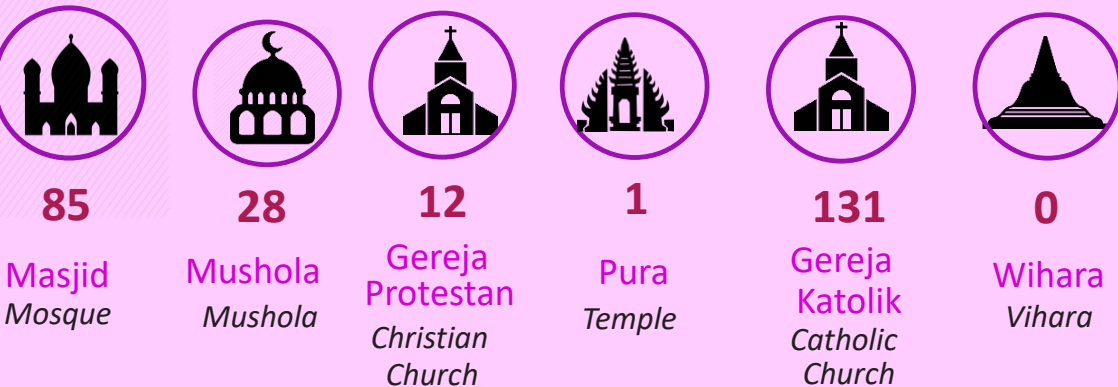 85
Masjid
Mosque
28
Mushola
Mushola
12
Gereja
Protestan
Christian
Church
1
Pura
Temple
131
Gereja
Katolik
Catholic
Church
0
Wihara
Vihara